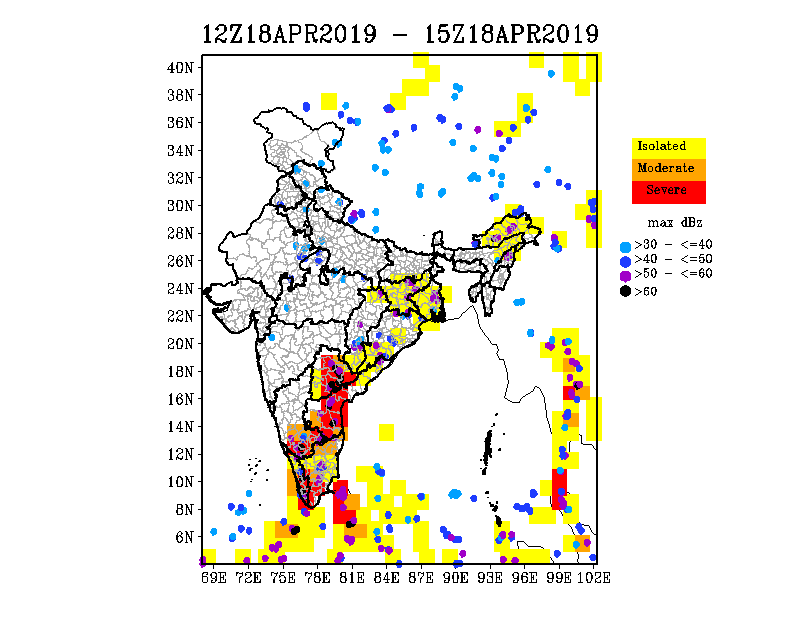 12Z18APR2019 - 15Z18APR2019
40N
38N
36N
34N
32N
30N
28N
26N
24N
22N
20N
18N
16N
14N
12N
10N
8N
6N
69E 72E 75E 78E 81E 84E 87E 90E 93E 96E 99E 102E
Isolated
Moderate
Severe
max dBz
>30 - <=40
>40 - <=50
>50 - <=60
>60